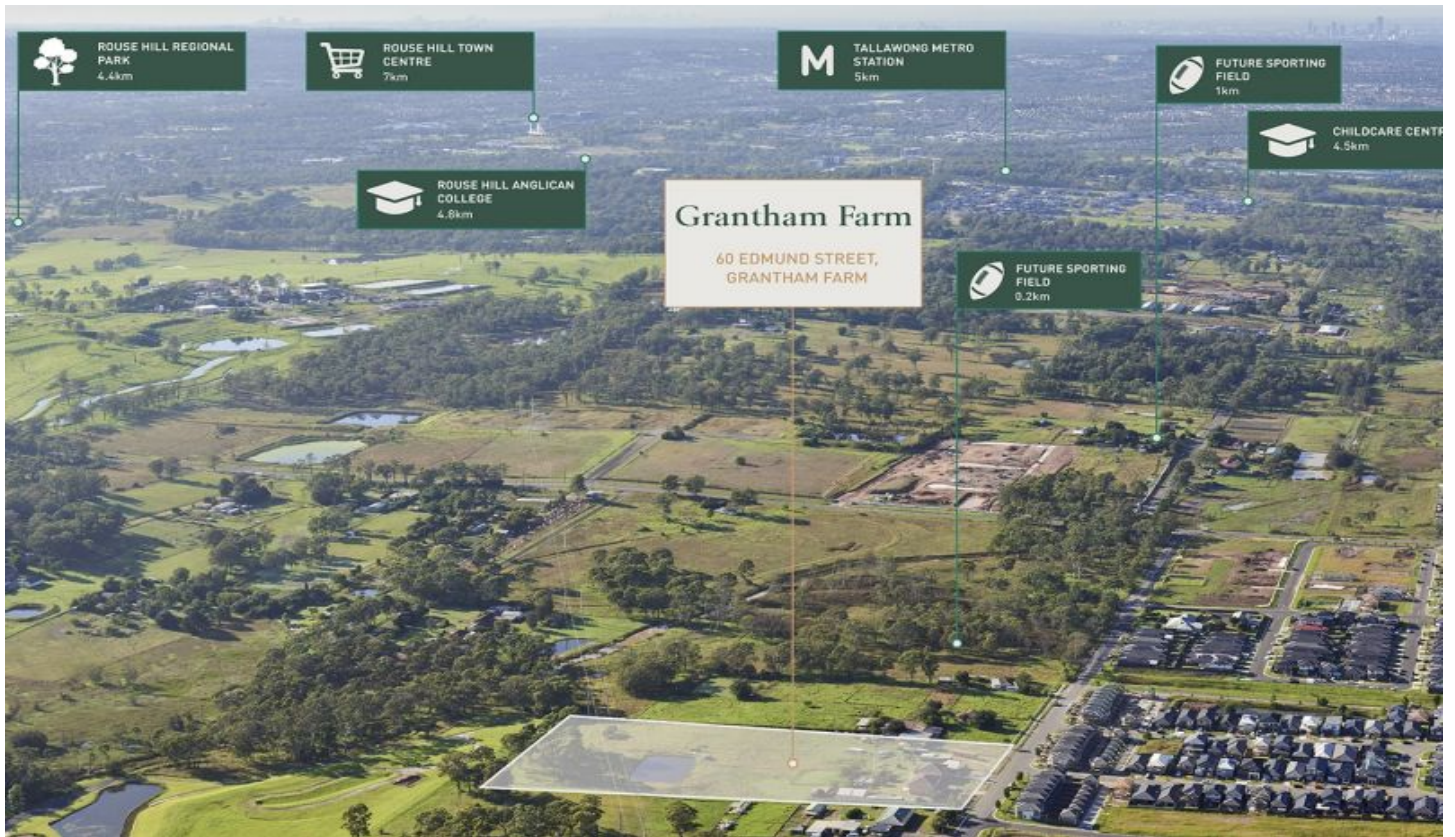 ROUSE HILL REGIONAL
PARK
4.4km
ROUSE HILL TOWN
CENTRE
7km
M
TALLAWONG METRO
STATION
5km
FUTURE SPORTING
FIELD
1km
CHILDCARE CENTR
4.5km
ROUSE HILL ANGLICAN
COLLEGE
4.8km
Grantham Farm
60 EDMUND STREET,
GRANTHAM FARM
FUTURE SPORTING
FIELD
0.2km